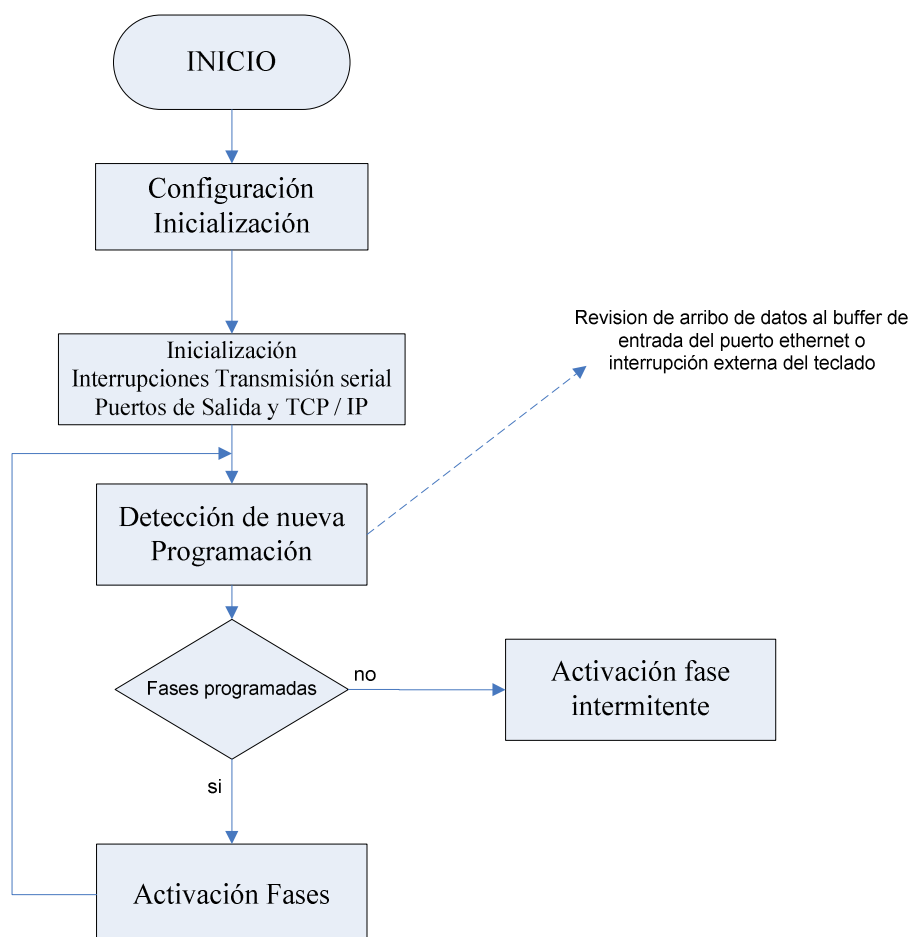 INICIO
Configuración
Inicialización
Inicialización
Interrupciones Transmisión serial
Puertos de Salida y TCP / IP
Revision de arribo de datos al buffer de
entrada del puerto ethernet o
interrupción externa del teclado
Detección de nueva
Programación
Fases programadas
no
Activación fase
intermitente
si
Activación Fases